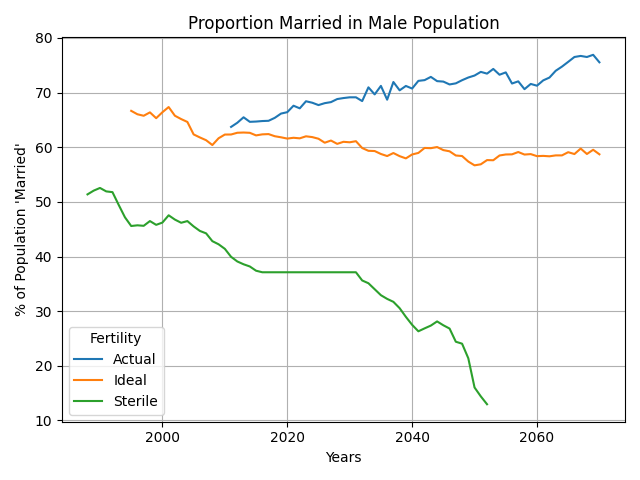 Proportion Married in Male Population
% of Population 'Married'
80
70
60
50
40
30
20
10
Fertility
Actual
Ideal
Sterile
2000 2020 2040 2060
Years